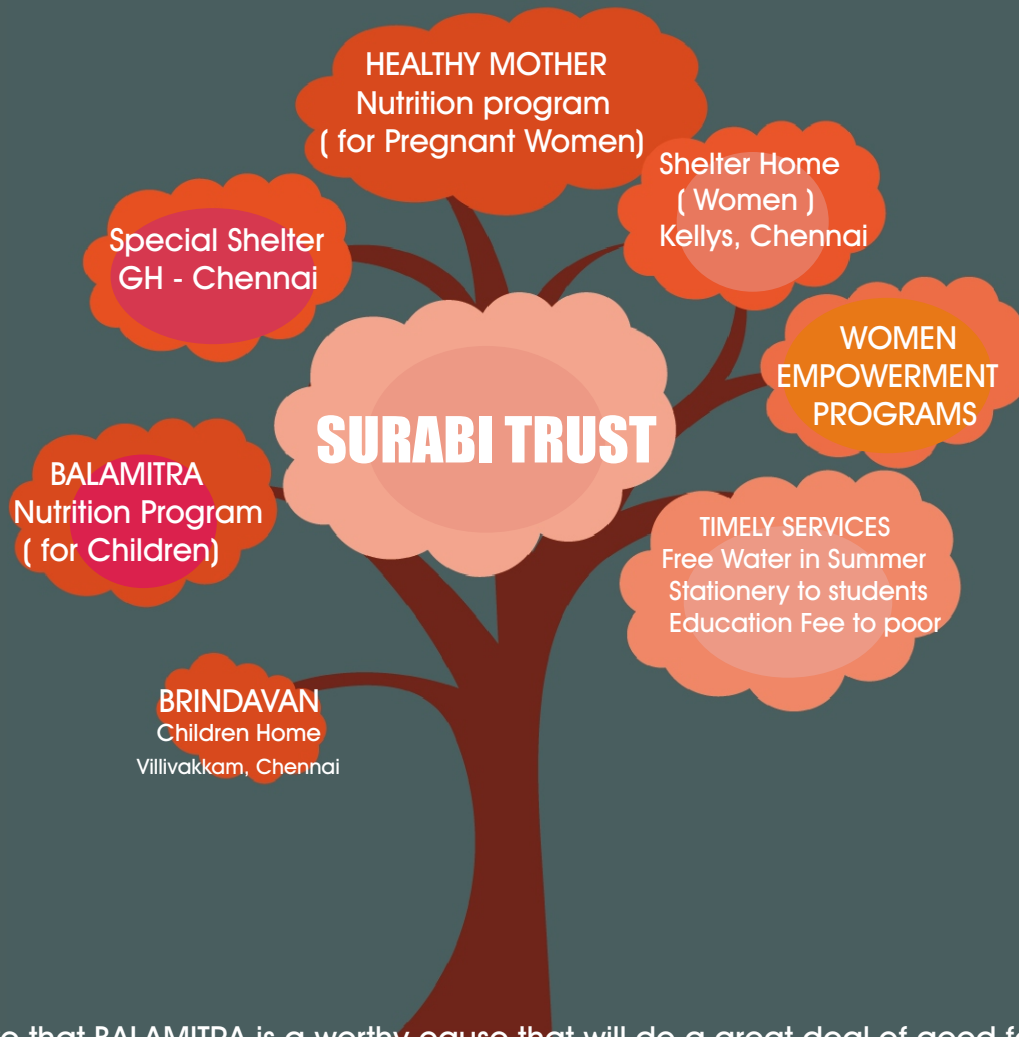 HEALTHY MOTHER
Nutrition program
( for Pregnant Women)
Shelter Home
( Women )
Kellys, Chennai
Special Shelter
GH - Chennai
WOMEN
EMPOWERMENT
PROGRAMS
SURABI TRUST
BALAMITRA
Nutrition Program
( for Children)
TIMELY SERVICES
Free Water in Summer
Stationery to students
Education Fee to poor
BRINDAVAN
Children Home
Villivakkam, Chennai
that BALAMITRA is a worthy cause that will do a great deal of good